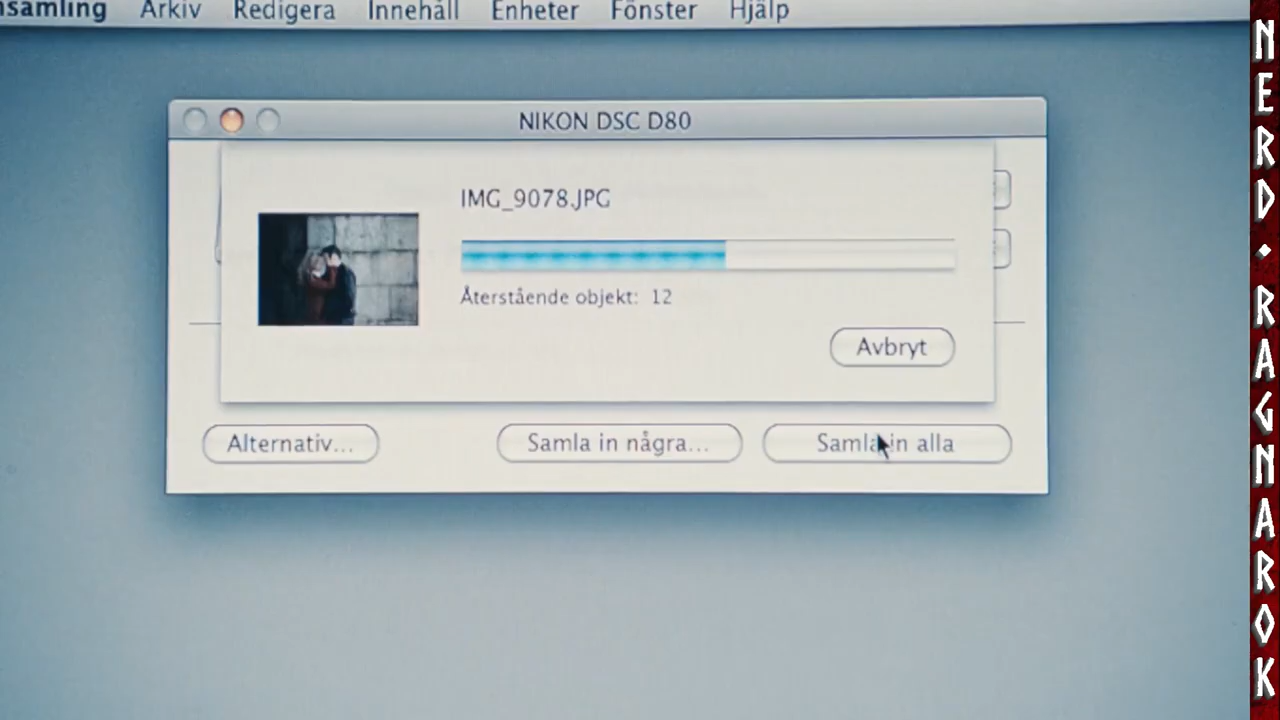 Arkiv Redigera Innehåll Enheter Fönster Hjälp
NIKON DSC D80
IMG_9078.JPG
Återstående objekt: 12
Avbryt
Alternativ... Samla in några... Samla in alla
NERD • RAGNAROK